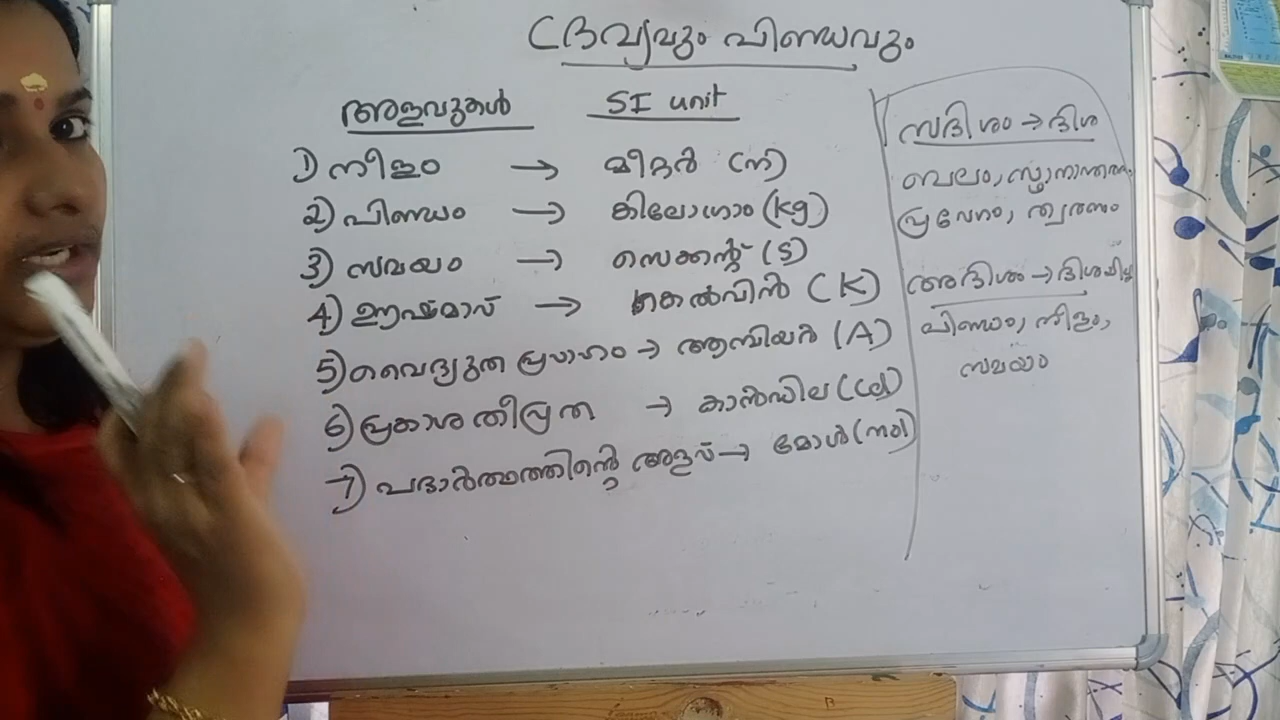 ദ്രവ്യവും പിണ്ഡവും
അളവുകൾ SI unit
1) നീളം → മീറ്റർ (m)
2) പിണ്ഡം → കിലോഗ്രാം (kg)
3) സമയം → സെക്കന്റ് (s)
4) ഊഷ്മാവ് → കെൽവിൻ (K)
5) വൈദ്യുത പ്രവാഹം → ആമ്പിയർ (A)
6) പ്രകാശ തീവ്രത → കാൻഡില (Cd)
7) പദാർത്ഥത്തിന്റെ അളവ് → മോൾ (mol)
സദിശം → ദിശ
ബലം, സ്ഥാനാന്തരം,
പ്രവേഗം, ത്വരണം
അദിശം → ദിശയില്ല
പിണ്ഡം, നീളം,
സമയം